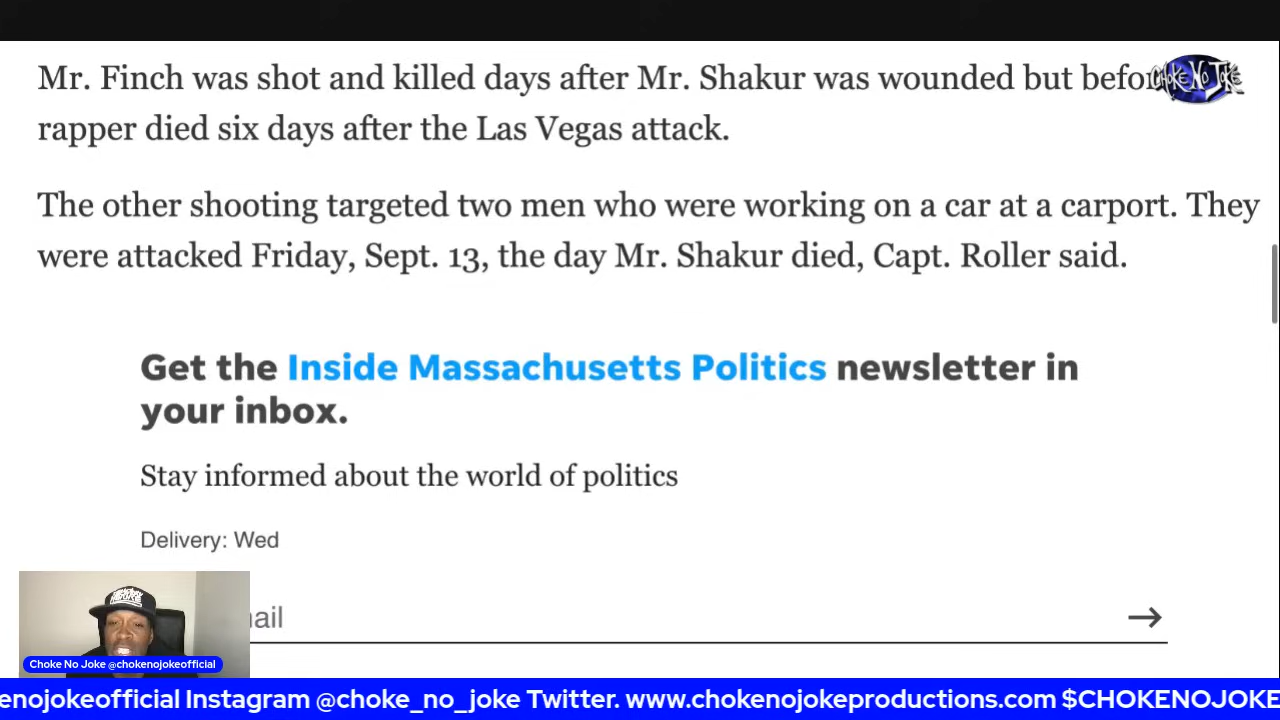 Mr. Finch was shot and killed days after Mr. Shakur was wounded but
CHOKE NO JOKE
rapper died six days after the Las Vegas attack.
The other shooting targeted two men who were working on a car at a carport. They
were attacked Friday, Sept. 13, the day Mr. Shakur died, Capt. Roller said.
Get the Inside Massachusetts Politics newsletter in
your inbox.
Stay informed about the world of politics
Delivery: Wed
Choke No Joke @chokenojokeofficial
enojokeofficial Instagram @choke_no_joke Twitter. www.chokenojokeproductions.com $CHOKENOJOKE